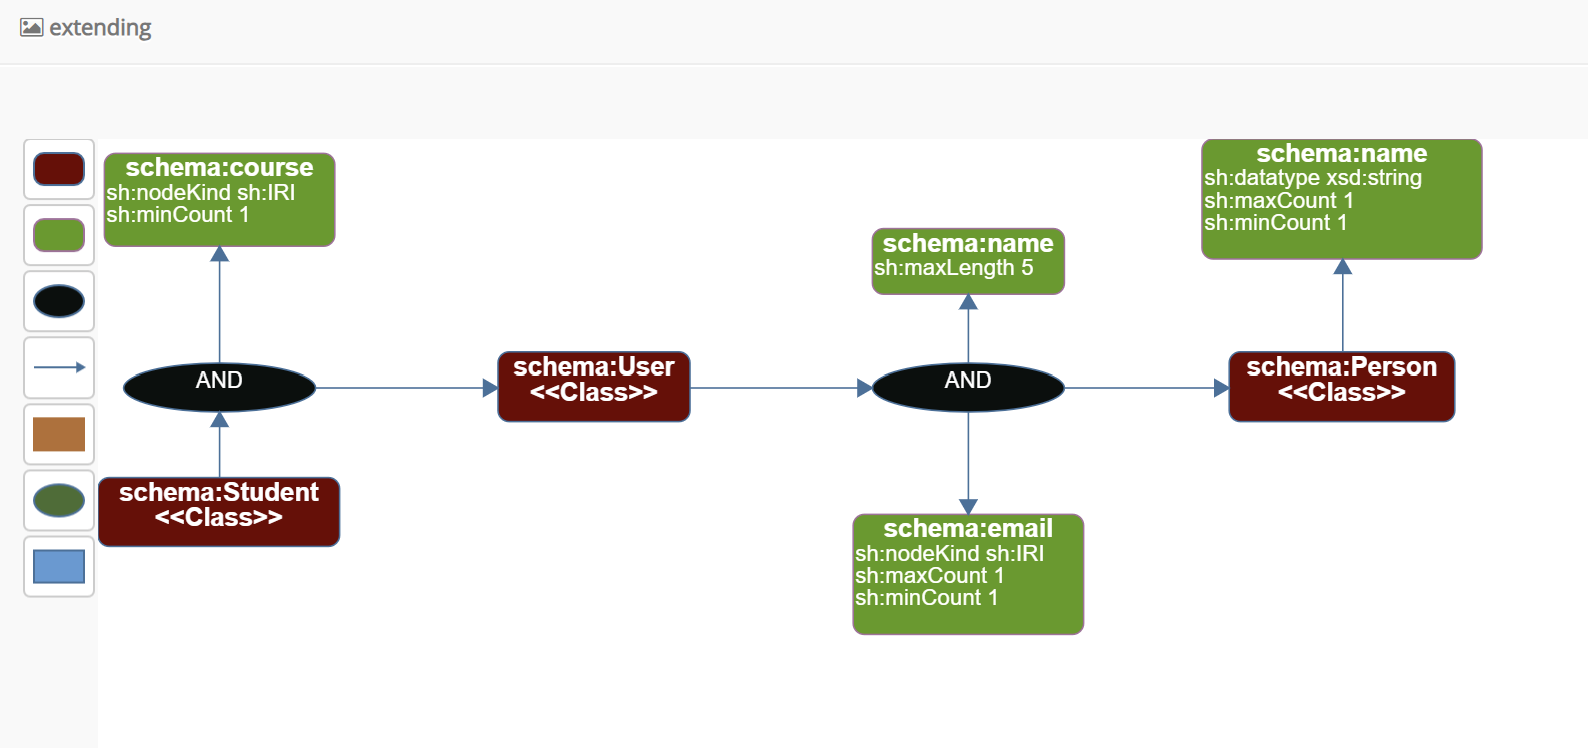 extending
schema:course
sh:nodeKind sh:IRI
sh:minCount 1
AND
schema:Student
<<Class>>
schema:User
<<Class>>
schema:name
sh:maxLength 5
AND
schema:email
sh:nodeKind sh:IRI
sh:maxCount 1
sh:minCount 1
schema:name
sh:datatype xsd:string
sh:maxCount 1
sh:minCount 1
schema:Person
<<Class>>